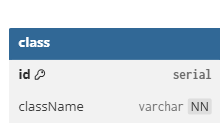 class
id serial
className varchar NN